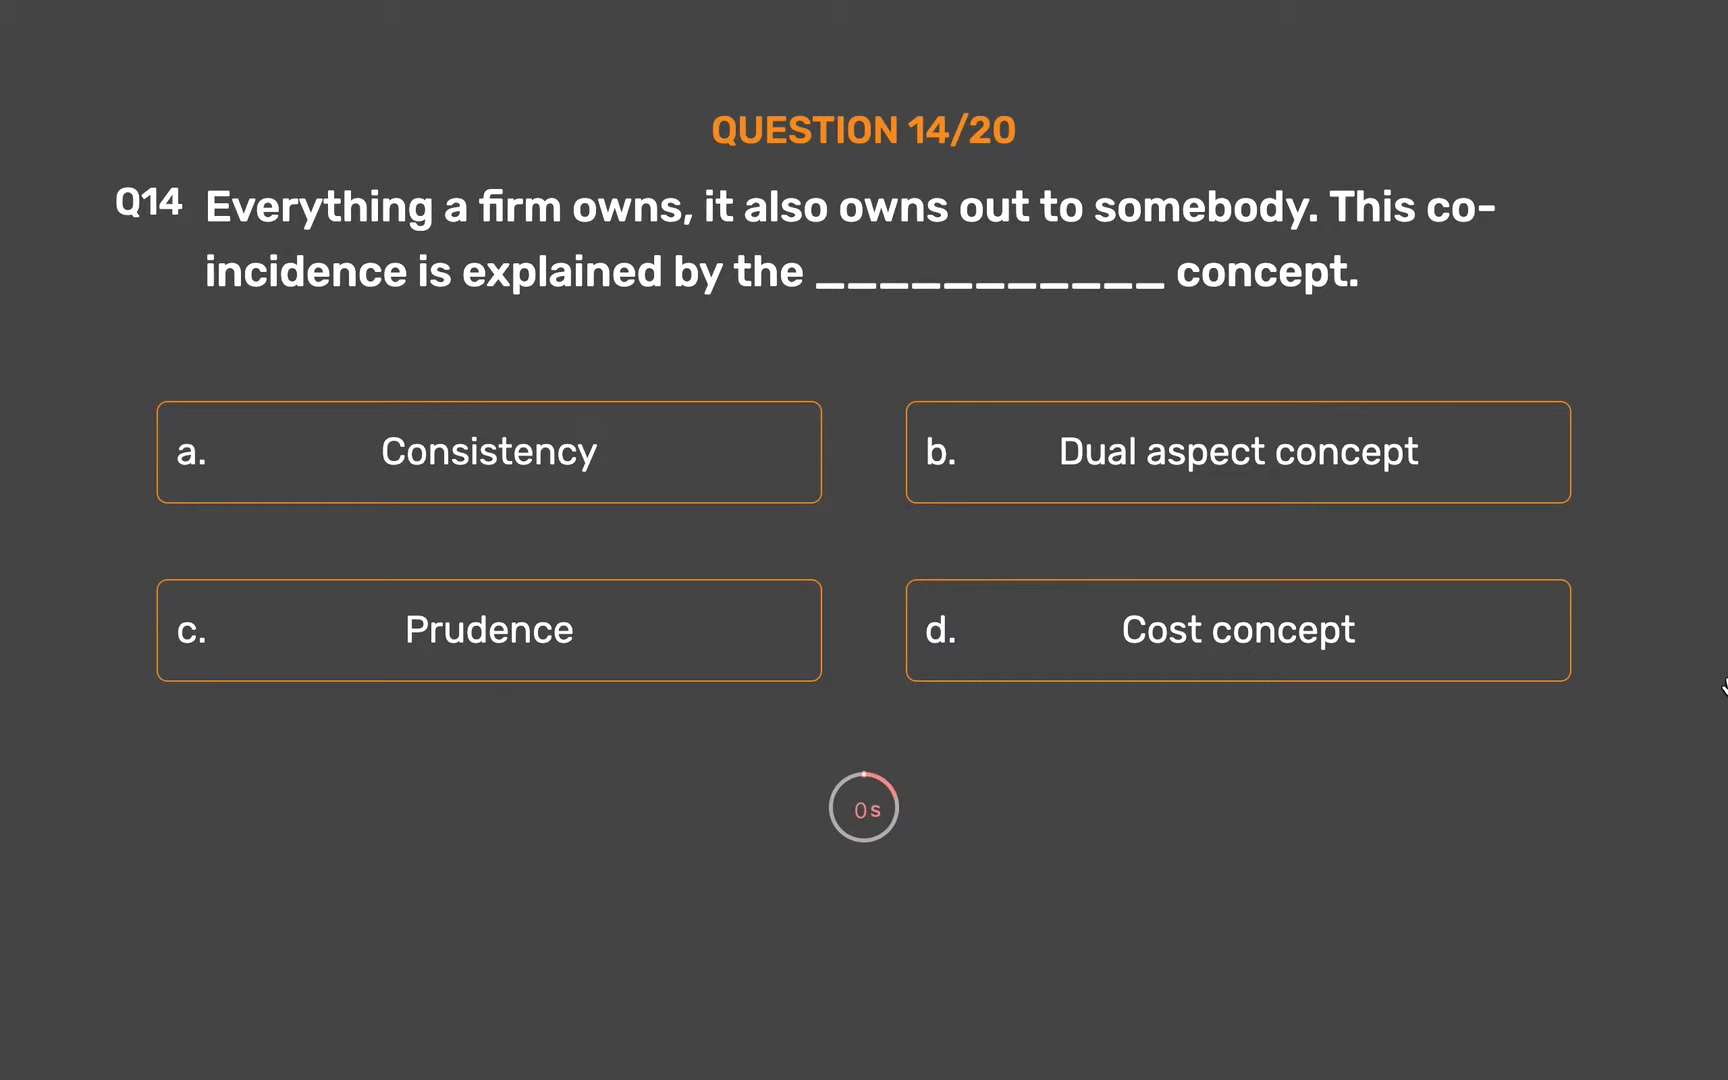 QUESTION 14/20
Q14 Everything a firm owns, it also owns out to somebody. This co-
incidence is explained by the ___________ concept.
a. Consistency
b. Dual aspect concept
c. Prudence
d. Cost concept
0s